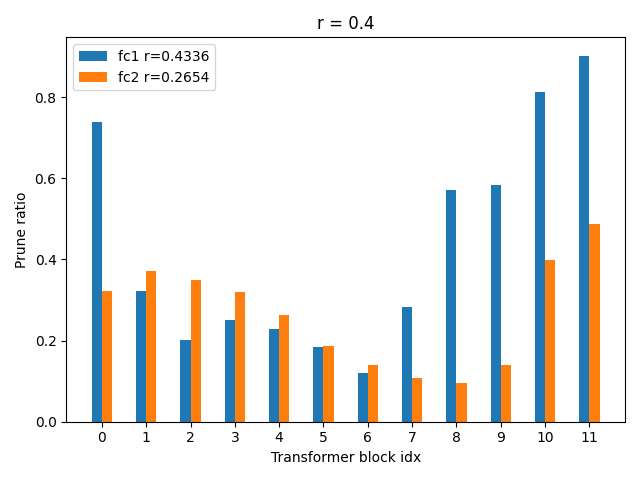 r = 0.4
fc1 r=0.4336
fc2 r=0.2654
Prune ratio
0.8
0.6
0.4
0.2
0.0
0 1 2 3 4 5 6 7 8 9 10 11
Transformer block idx